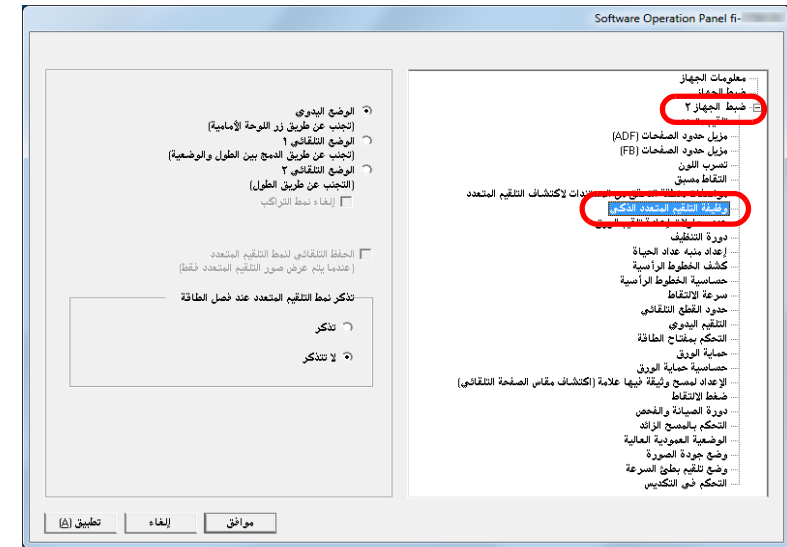 Software Operation Panel fi-
معلومات الجهاز
ضبط الجهاز
ضبط الجهاز ٢
مزيل حدود الصفحات (ADF)
مزيل حدود الصفحات (FB)
تسرب اللون
التقاط مسبق
لاكتشاف التلقيم المتعدد
وظيفة التلقيم المتعدد الذكي
دورة التنظيف
إعداد منبه عداد الحياة
كشف الخطوط الرأسية
حساسية الخطوط الرأسية
سرعة الالتقاط
حدود القطع التلقائي
التلقيم اليدوي
التحكم بمفتاح الطاقة
حماية الورق
حساسية حماية الورق
الإعداد لمسح وثيقة فيها علامة (اكتشاف مقاس الصفحة التلقائي)
ضغط الالتقاط
دورة الصيانة والفحص
التحكم بالمسح الزائد
الوضعية العمودية العالية
وضع جودة الصورة
وضع تلقيم بطئ السرعة
التحكم في التكديس
الوضع اليدوي
(تجنب عن طريق زر اللوحة الأمامية)
الوضع التلقائي ١
(تجنب عن طريق الدمج بين الطول والوضعية)
الوضع التلقائي ٢
(التجنب عن طريق الطول)
إلغاء نمط التراكب
الحفظ التلقائي لنمط التلقيم المتعدد
(عندما يتم عرض صور التلقيم المتعدد فقط)
تذكر نمط التلقيم المتعدد عند فصل الطاقة
تذكر
لا تتذكر
موافق
إلغاء
تطبيق (A)